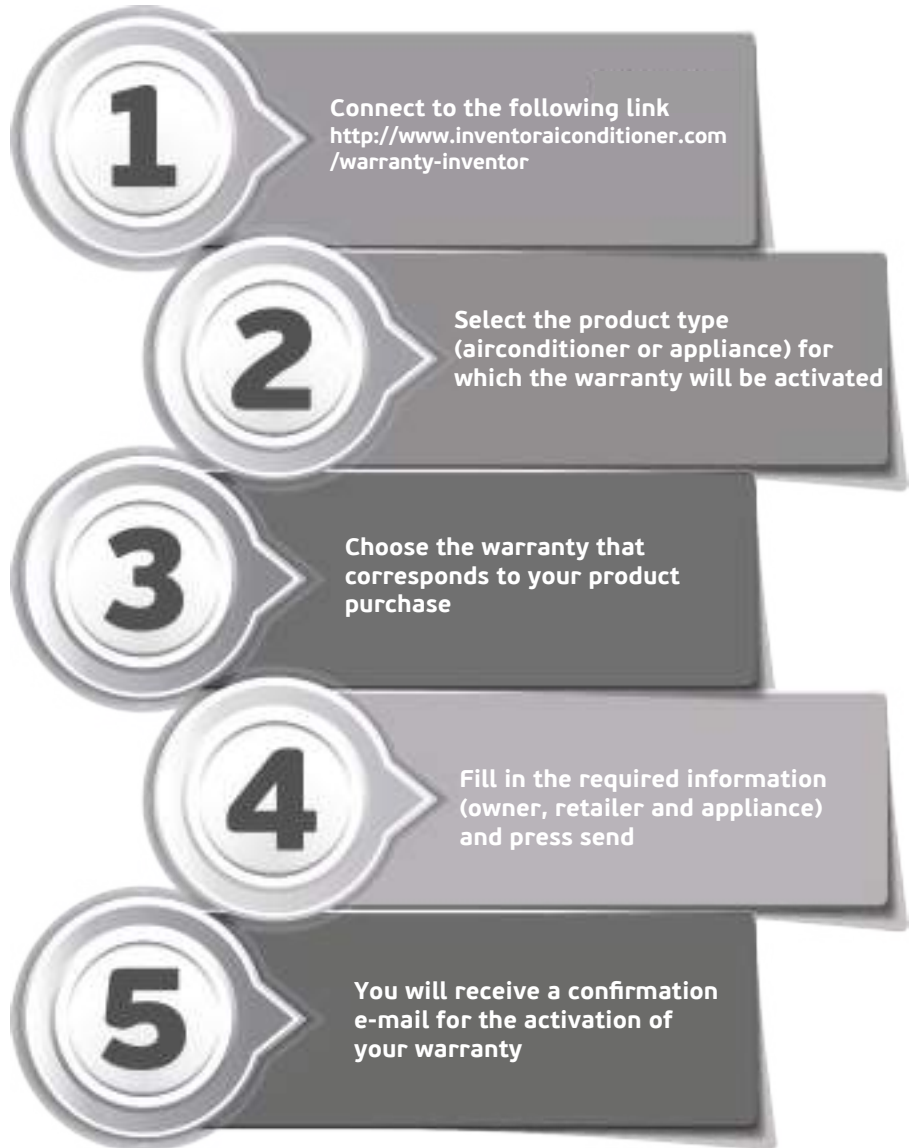 1
Connect to the following link
http://www.inventoraiconditioner.com
/warranty-inventor
2
Select the product type
(airconditioner or appliance) for
which the warranty will be activated
3
Choose the warranty that
corresponds to your product
purchase
4
Fill in the required information
(owner, retailer and appliance)
and press send
5
You will receive a confirmation
e-mail for the activation of
your warranty